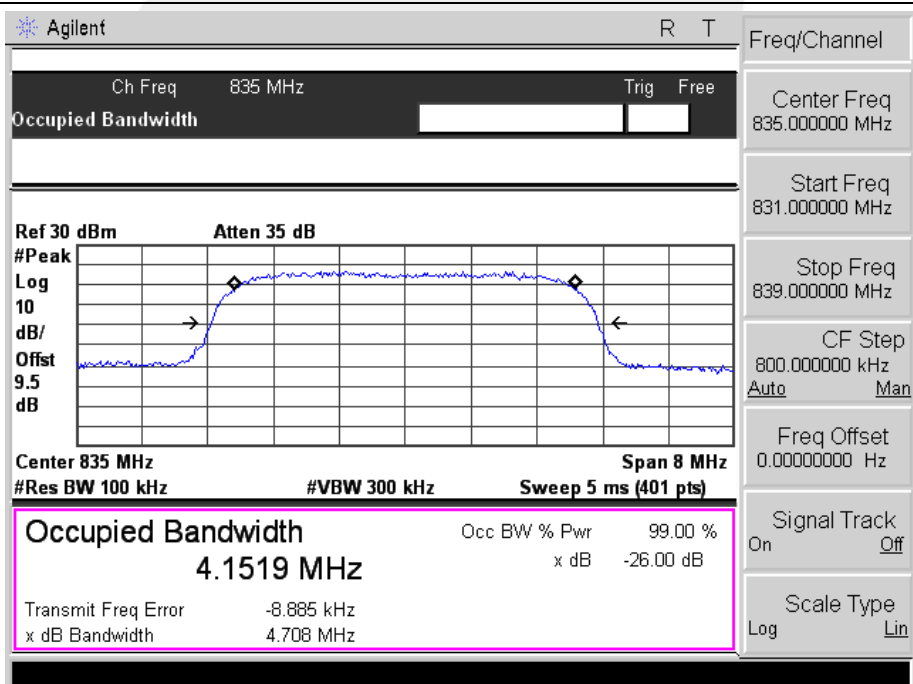 Agilent R T
Freq/Channel
Ch Freq 835 MHz Trig Free
Occupied Bandwidth
Center Freq
835.000000 MHz
Start Freq
831.000000 MHz
Stop Freq
839.000000 MHz
CF Step
800.000000 kHz
Auto Man
Freq Offset
0.00000000 Hz
Signal Track
On Off
Scale Type
Log Lin
Ref 30 dBm Atten 35 dB
#Peak
Log
10
dB/
Offst
9.5
dB
Center 835 MHz Span 8 MHz
#Res BW 100 kHz #VBW 300 kHz Sweep 5 ms (401 pts)
Occupied Bandwidth Occ BW % Pwr 99.00 %
4.1519 MHz x dB -26.00 dB
Transmit Freq Error -8.885 kHz
x dB Bandwidth 4.708 MHz